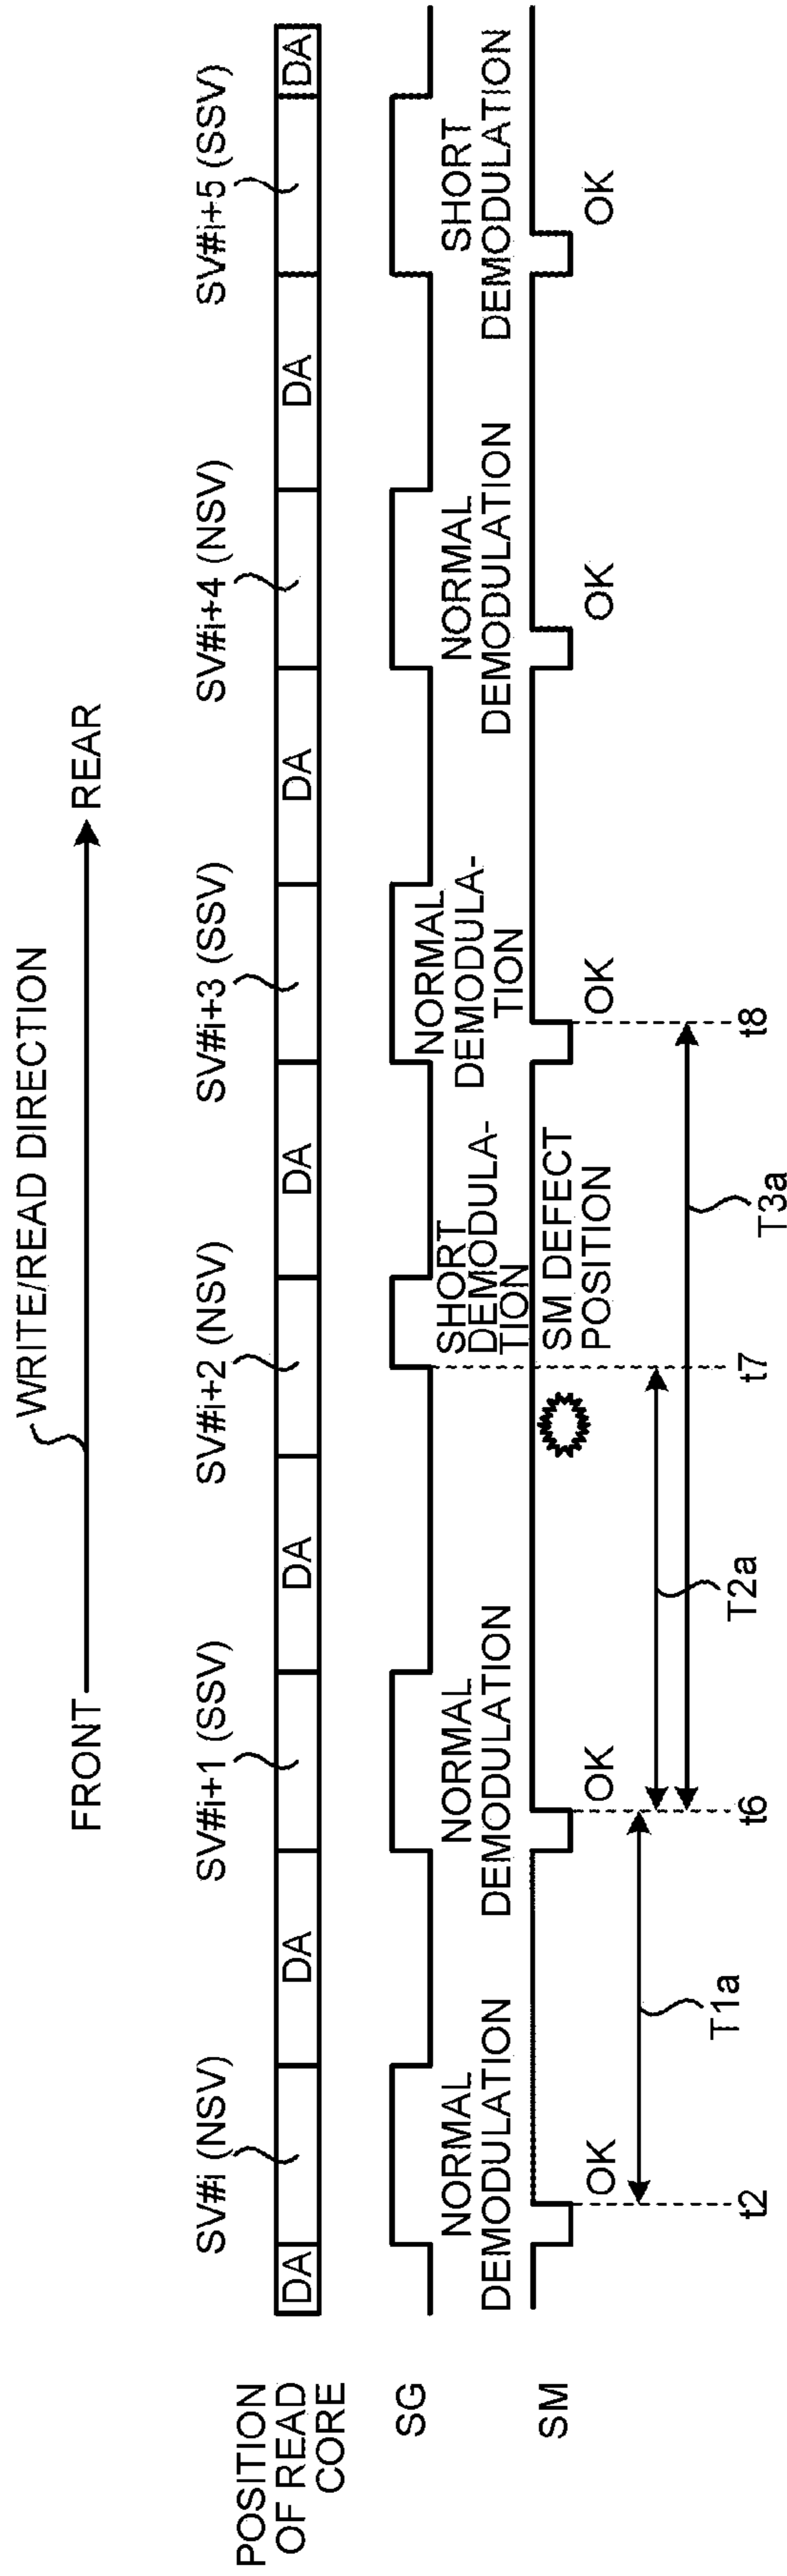 WRITE/READ DIRECTION
FRONT
REAR
SV#i (NSV)
SV#i+1 (SSV)
SV#i+2 (NSV)
SV#i+3 (SSV)
SV#i+4 (NSV)
SV#i+5 (SSV)
POSITION
OF READ
CORE
DA
DA
DA
DA
DA
DA
DA
SG
NORMAL
DEMODULATION
NORMAL
DEMODULATION
SHORT
DEMODULA-
TION
NORMAL
DEMODULA-
TION
NORMAL
DEMODULATION
SHORT
DEMODULATION
SM
OK
OK
SM DEFECT
POSITION
OK
OK
OK
T1a
T2a
T3a
t2
t6
t7
t8